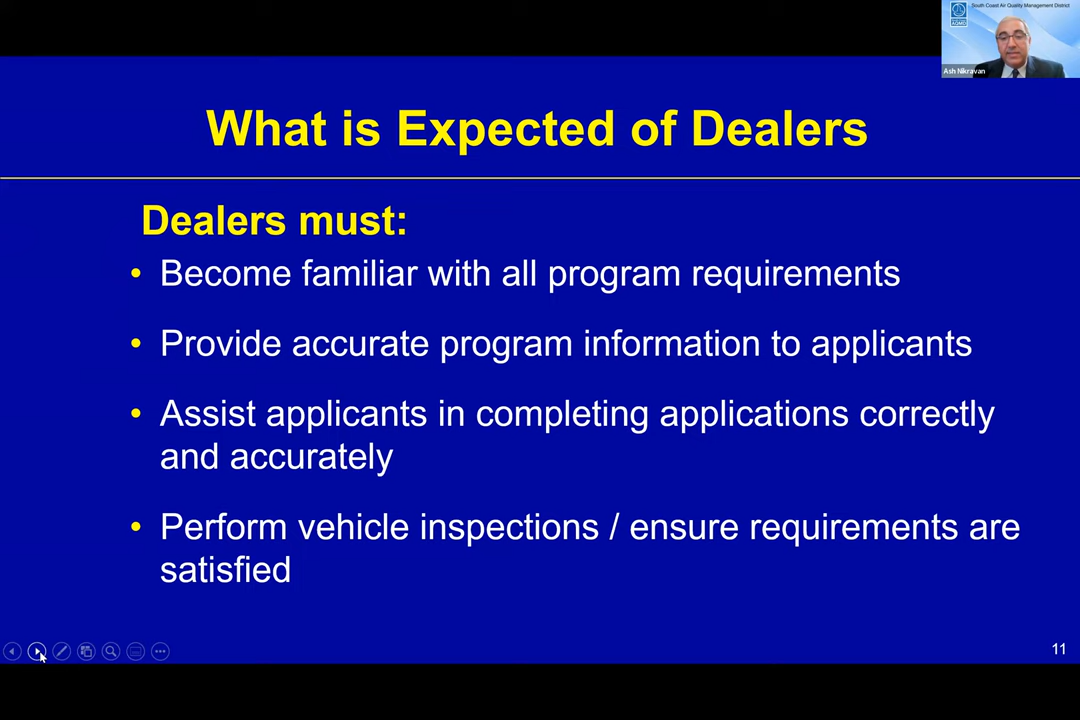 South Coast Air Quality Management District
AQMD
Ash Nikravan
What is Expected of Dealers
Dealers must:
• Become familiar with all program requirements
• Provide accurate program information to applicants
• Assist applicants in completing applications correctly
and accurately
• Perform vehicle inspections / ensure requirements are
satisfied
11